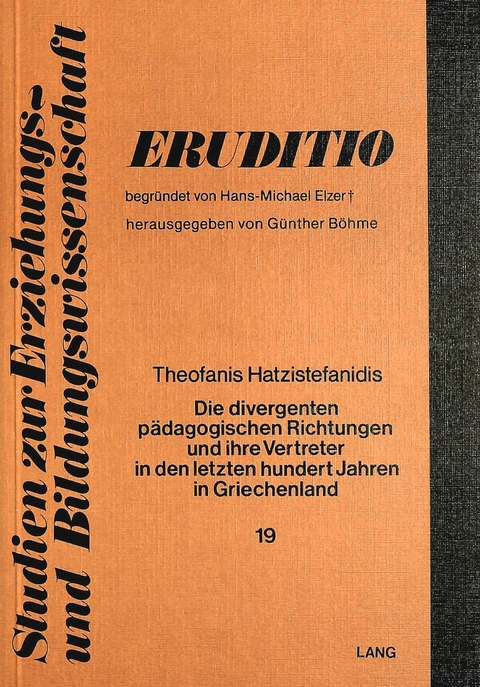 Studien zur Erziehungs-
und Bildungswissenschaft
ERUDITIO
begründet von Hans-Michael Elzer†
herausgegeben von Günther Böhme
Theofanis Hatzistefanidis
Die divergenten
pädagogischen Richtungen
und ihre Vertreter
in den letzten hundert Jahren
in Griechenland
19
LANG